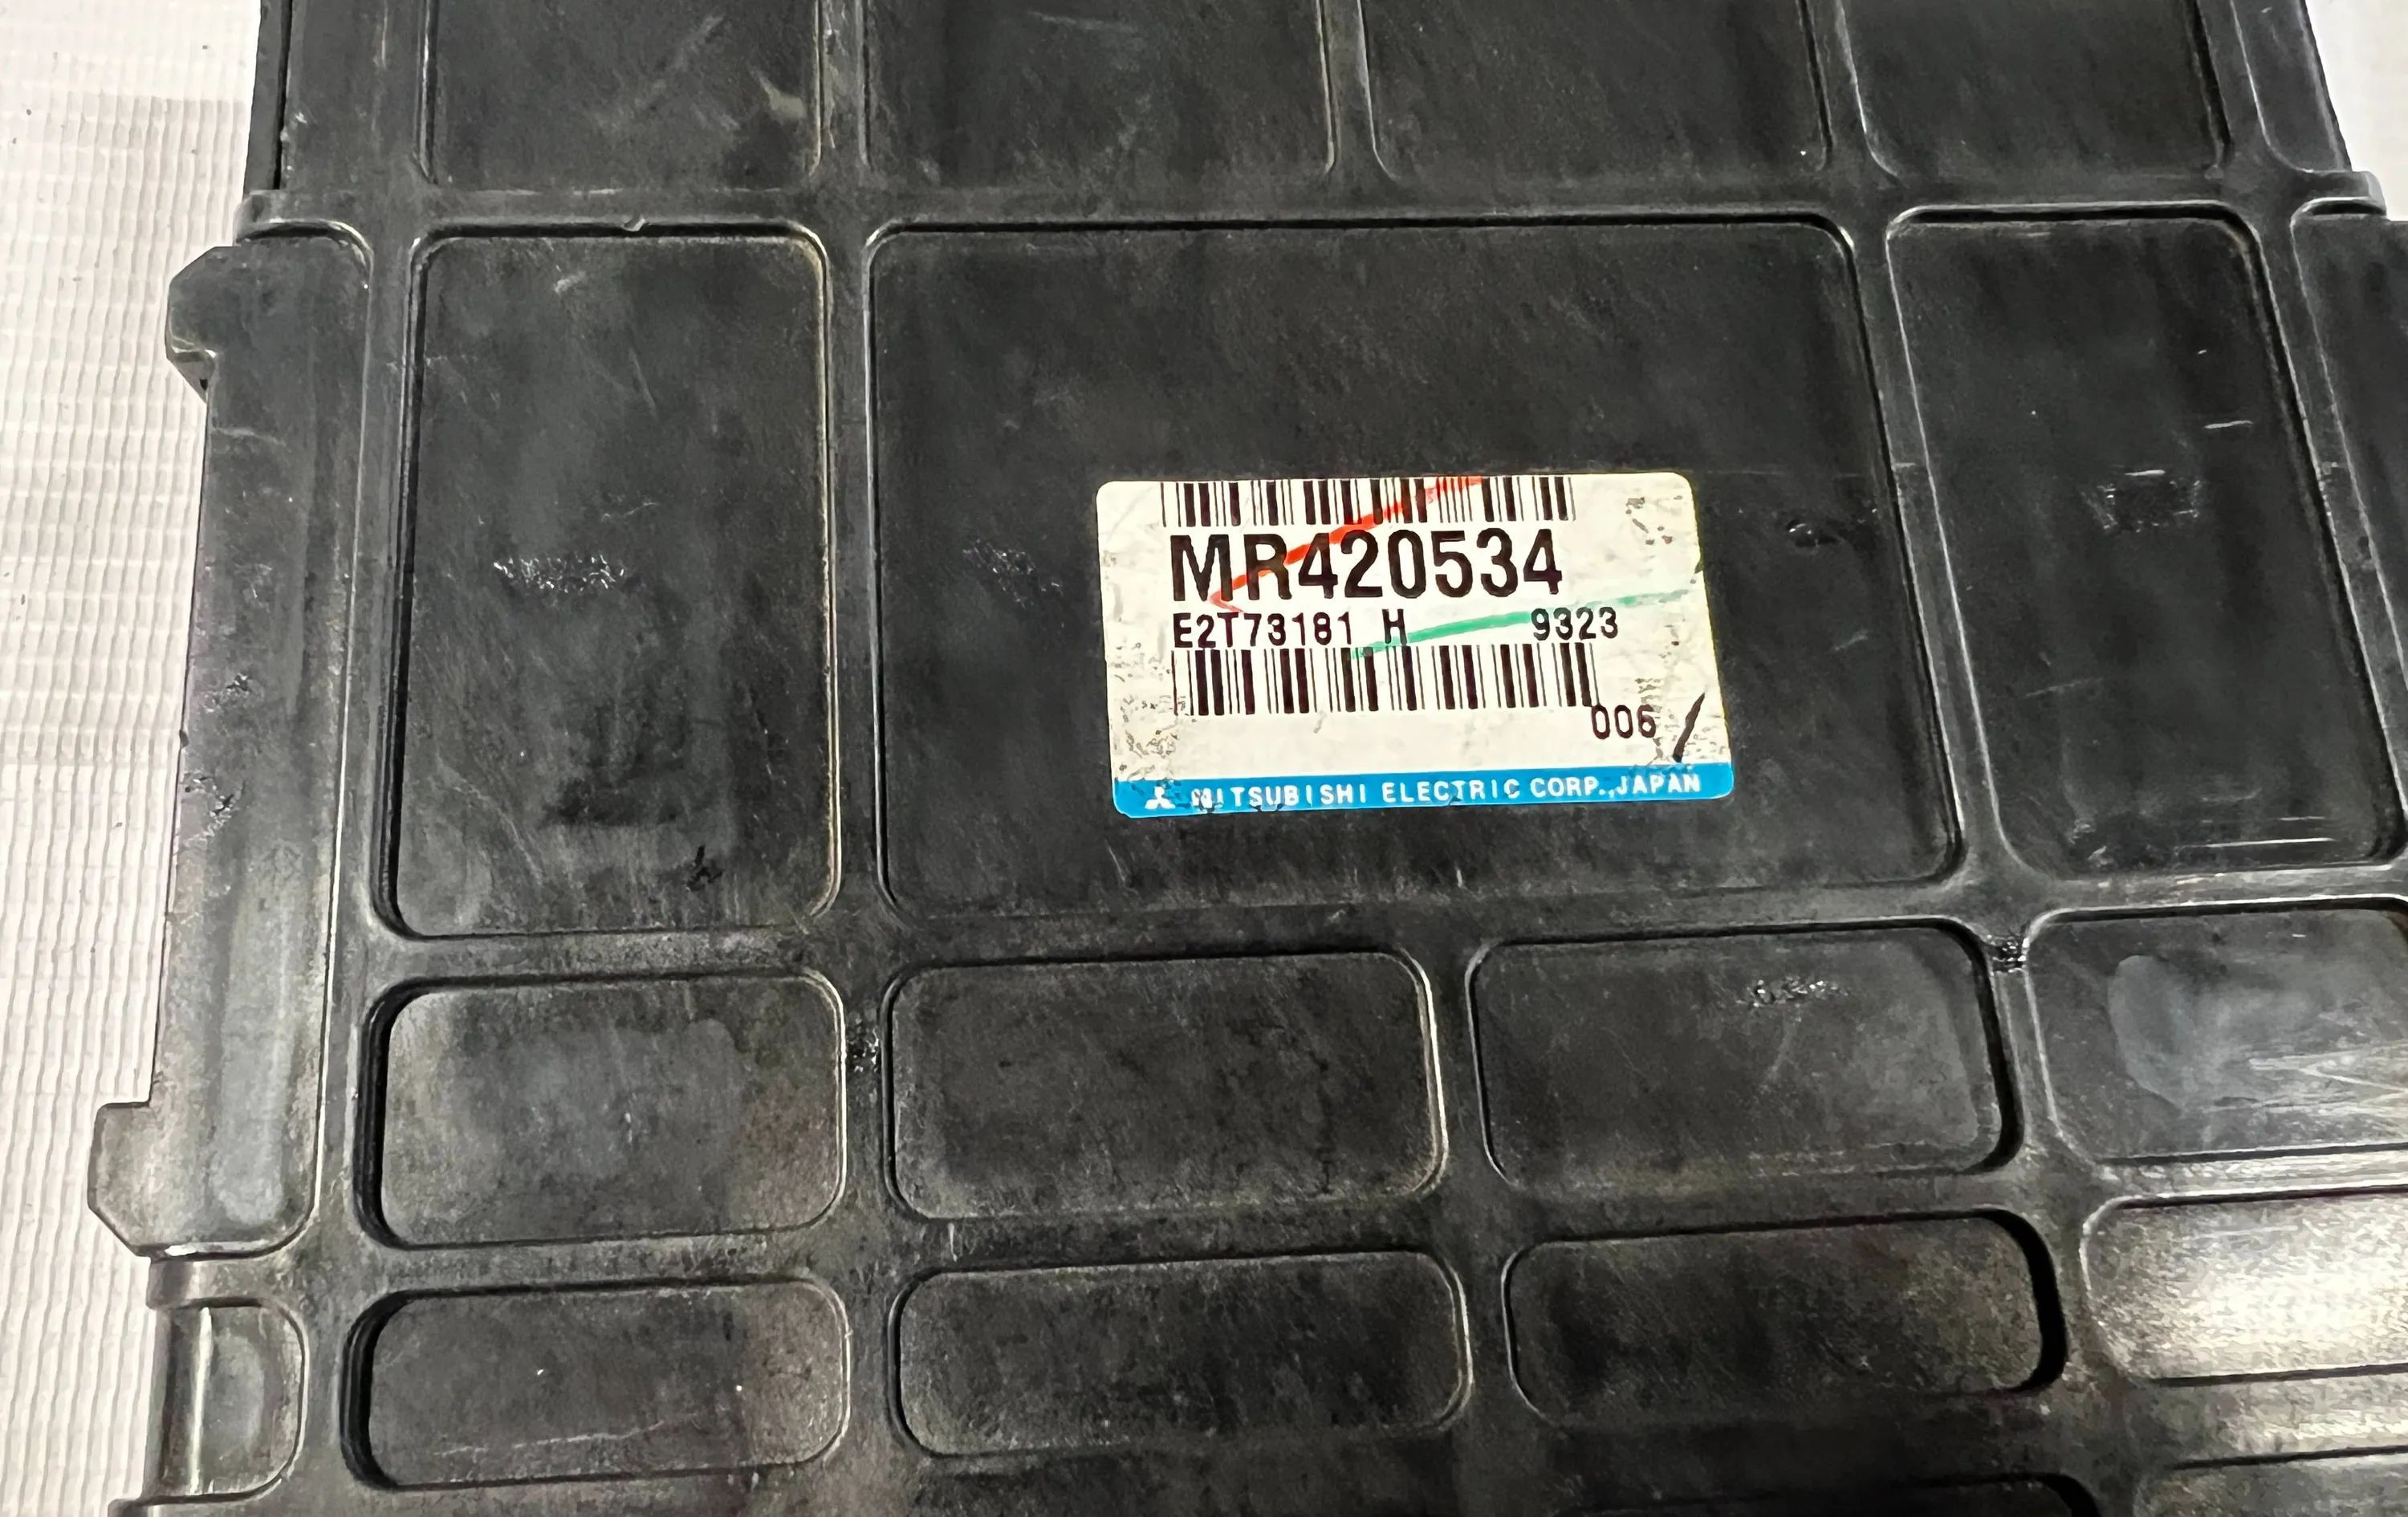 MR420534
E2T73181 H 9323
006
MITSUBISHI ELECTRIC CORP.,JAPAN